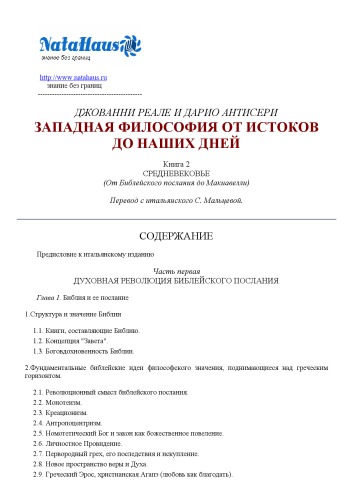 NataHaus
знание без границ
http://www.natahaus.ru
знание без границ
--------------------------------------------
ДЖОВАННИ РЕАЛЕ И ДАРИО АНТИСЕРИ
ЗАПАДНАЯ ФИЛОСОФИЯ ОТ ИСТОКОВ
ДО НАШИХ ДНЕЙ
Книга 2
СРЕДНЕВЕКОВЬЕ
(От Библейского послания до Макиавелли)
Перевод с итальянского С. Мальцевой.
СОДЕРЖАНИЕ
Предисловие к итальянскому изданию
Часть первая
ДУХОВНАЯ РЕВОЛЮЦИЯ БИБЛЕЙСКОГО ПОСЛАНИЯ
Глава 1. Библия и ее послание
1.Структура и значение Библии
1.1. Книги, составляющие Библию.
1.2. Концепция "Завета".
1.3. Боговдохновенность Библии.
2.Фундаментальные библейские идеи философского значения, поднимающиеся над греческим
горизонтом.
2.1. Революционный смысл библейского послания.
2.2. Монотеизм.
2.3. Креационизм.
2.4. Антропоцентризм.
2.5. Номотетический Бог и закон как божественное повеление.
2.6. Личностное Провидение.
2.7. Первородный грех, его последствия и искупление.
2.8. Новое пространство веры и Духа.
2.9. Греческий Эрос, христианская Агапэ (любовь как благодать).